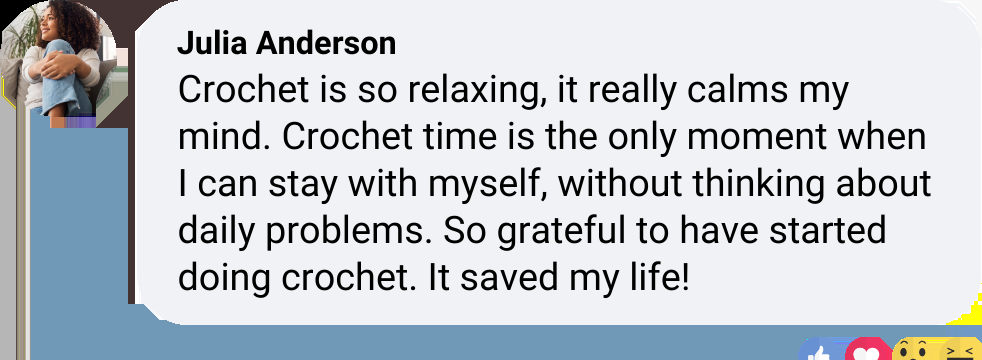 Julia Anderson
Crochet is so relaxing, it really calms my
mind. Crochet time is the only moment when
I can stay with myself, without thinking about
daily problems. So grateful to have started
doing crochet. It saved my life!